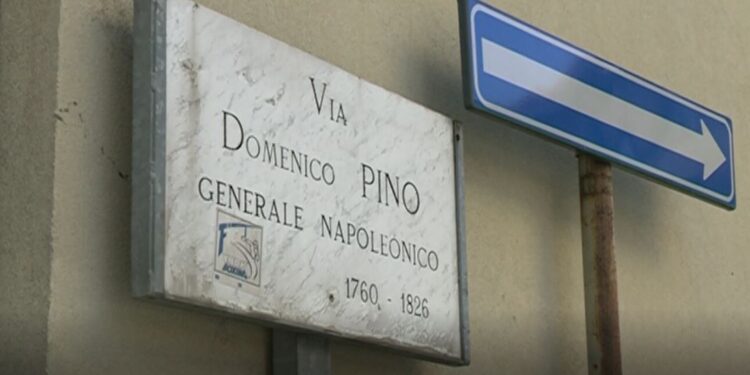 Via
Domenico PINO
GENERALE NAPOLEONICO
1760 - 1826